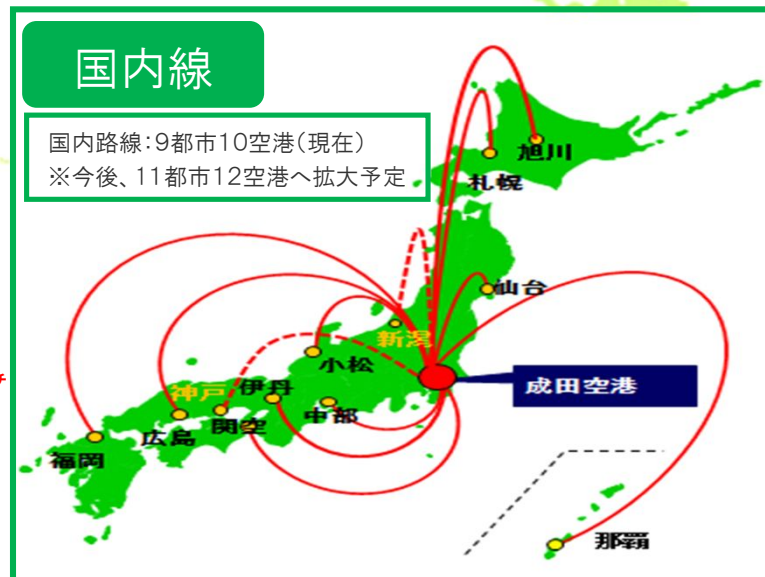 国内線
国内路線：9都市10空港（現在）
※今後、11都市12空港へ拡大予定
旭川
札幌
仙台
新潟
小松
成田空港
神戸
伊丹
中部
広島
関空
福岡
那覇
チ